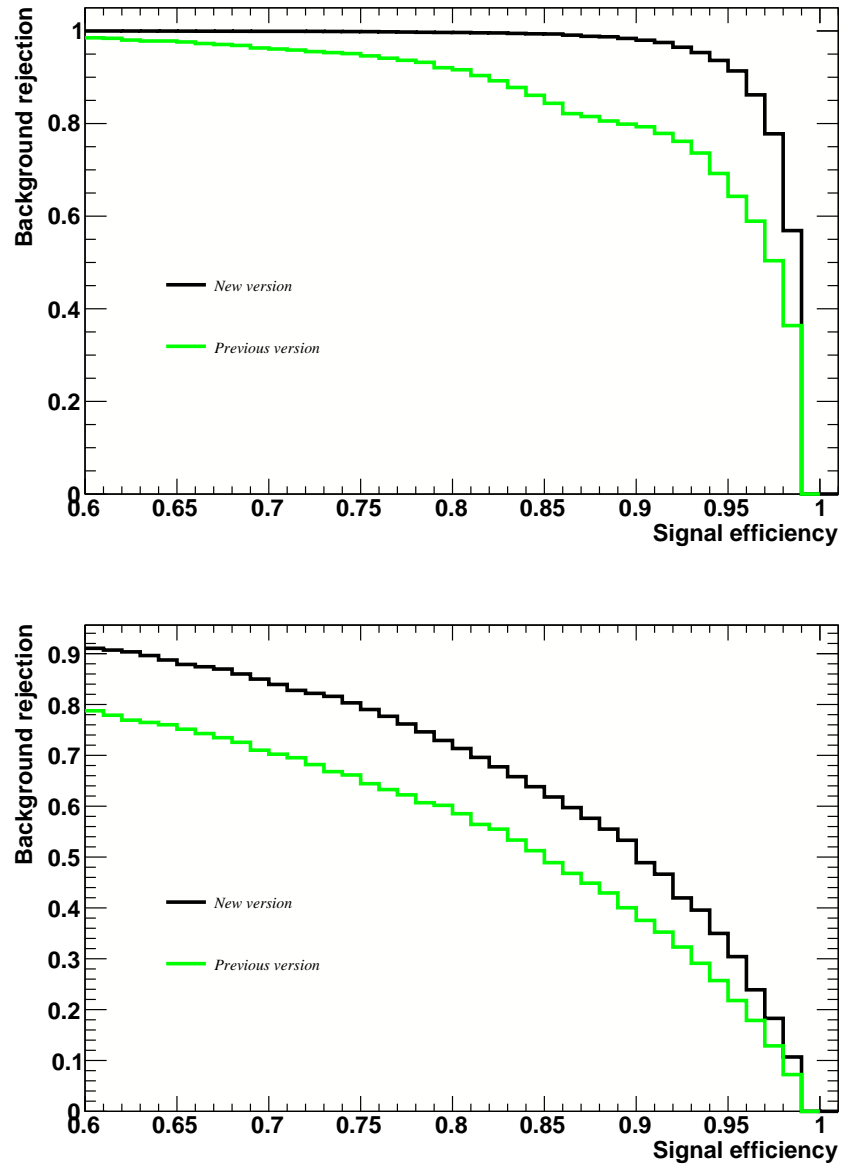 Background rejection
1
0.8
0.6
0.4
0.2
0
New version
Previous version
0.6 0.65 0.7 0.75 0.8 0.85 0.9 0.95 1
Signal efficiency
Background rejection
0.9
0.8
0.7
0.6
0.5
0.4
0.3
0.2
0.1
0
New version
Previous version
0.6 0.65 0.7 0.75 0.8 0.85 0.9 0.95 1
Signal efficiency